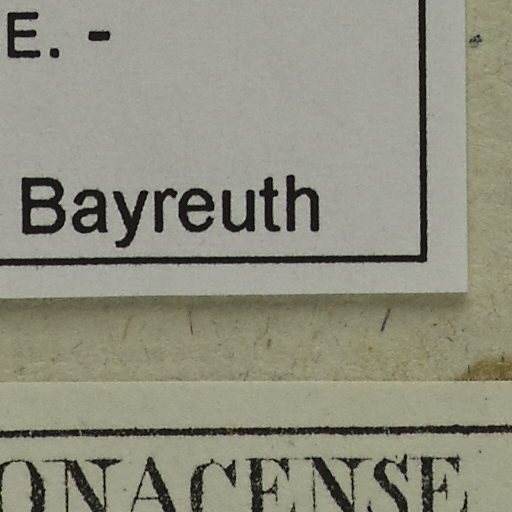 E. -
Bayreuth
ONACENSE